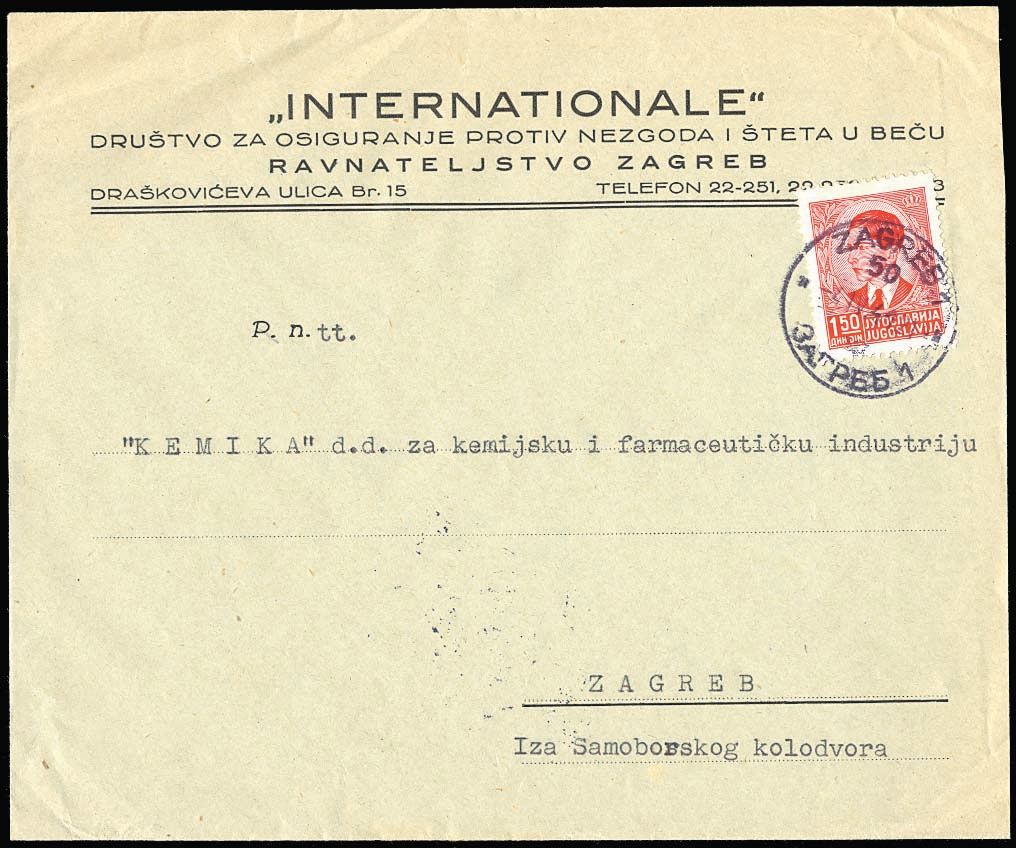 „INTERNATIONALE“
DRUŠTVO ZA OSIGURANJE PROTIV NEZGODA I ŠTETA U BEČU
RAVNATELJSTVO ZAGREB
DRAŠKOVIĆEVA ULICA Br. 15 TELEFON 22-251,
ZAGREB 1
50
1 50 ЈУГОСЛАВИЈА
ДИН DIN JUGOSLAVIJA
ЗАГРЕБ 1
P. n. tt.
"K E M I K A" d.d. za kemijsku i farmaceutičku industriju
Z A G R E B
Iza Samoborskog kolodvora